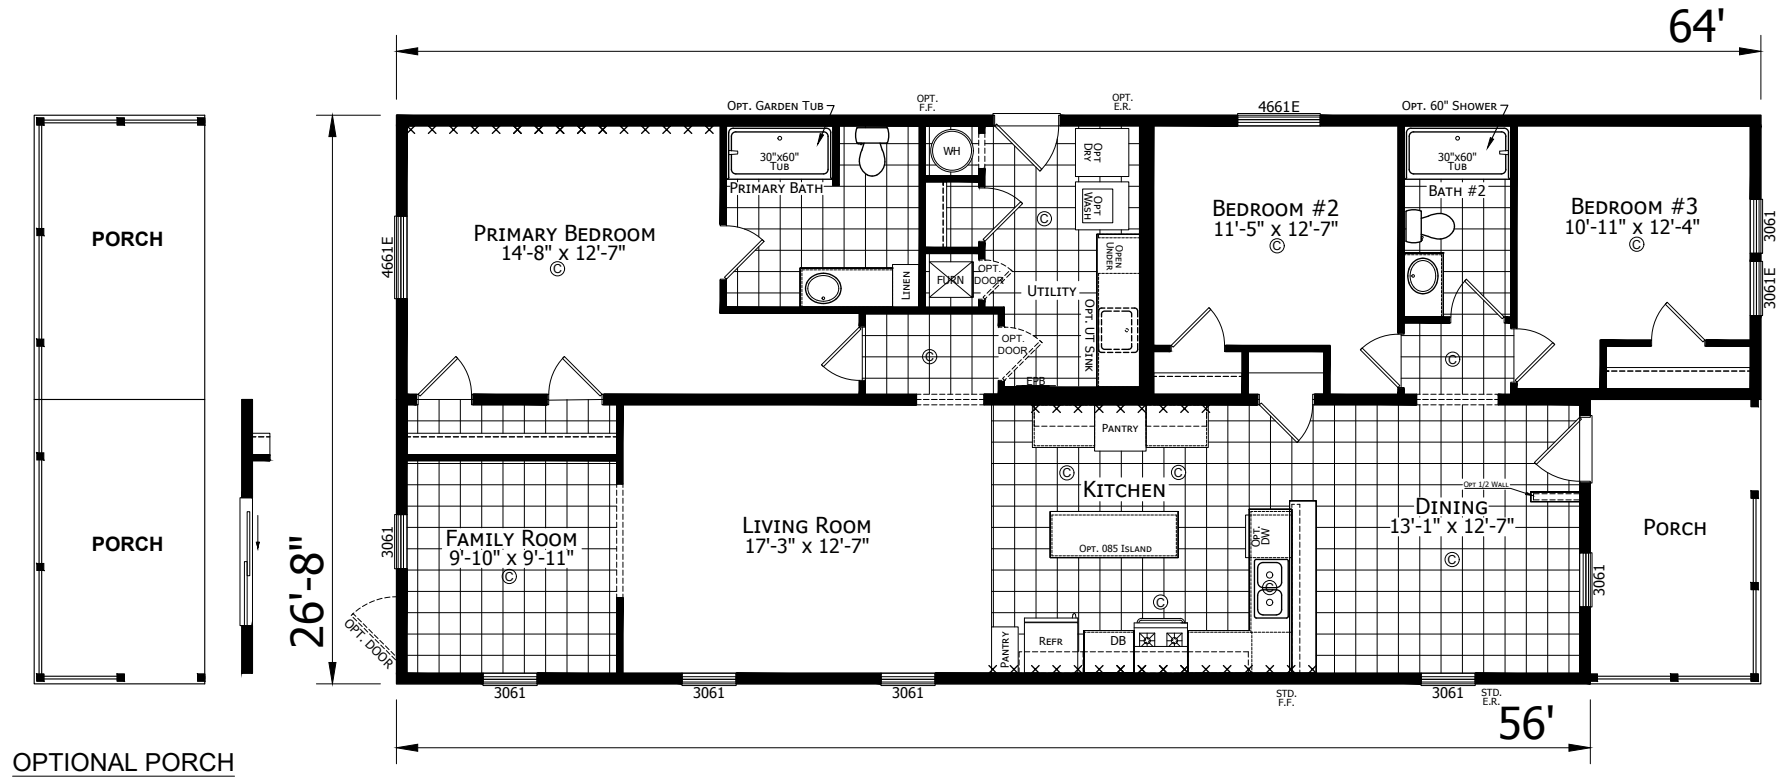 64'
OPT. GARDEN TUB
OPT.
F.F.
OPT.
E.R.
4661E
OPT. 60" SHOWER
30"x60"
TUB
WH
OPT
DRY
30"x60"
TUB
PRIMARY BATH
OPT
WASH
BATH #2
PORCH
PRIMARY BEDROOM
14'-8" x 12'-7"
©
©
BEDROOM #2
11'-5" x 12'-7"
©
BEDROOM #3
10'-11" x 12'-4"
©
3061
4661E
LINEN
FURN
OPT.
DOOR
UTILITY
OPEN
UNDER
3061E
OPT. UT SINK
OPT.
DOOR
©
EPB
©
PANTRY
©
©
KITCHEN
OPT 1/2 WALL
PORCH
3061
FAMILY ROOM
9'-10" x 9'-11"
©
LIVING ROOM
17'-3" x 12'-7"
OPT. 085 ISLAND
OPT.
DW
DINING
13'-1" x 12'-7"
©
PORCH
3061
26'-8"
OPT. DOOR
©
©
PANTRY
REFR
DB
3061
3061
3061
STD.
F.F.
3061
STD.
E.R.
56'
OPTIONAL PORCH